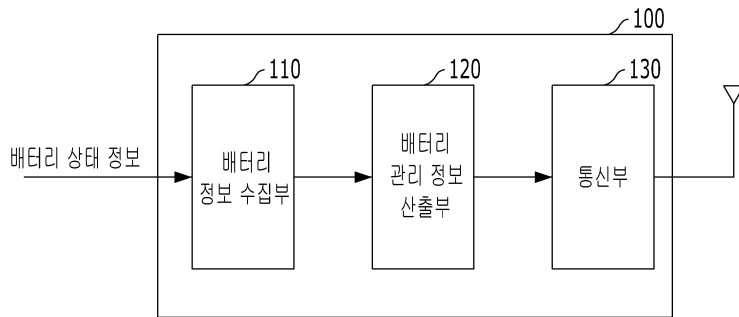 100
110
120
130
배터리 상태 정보
배터리
정보 수집부
배터리
관리 정보
산출부
통신부